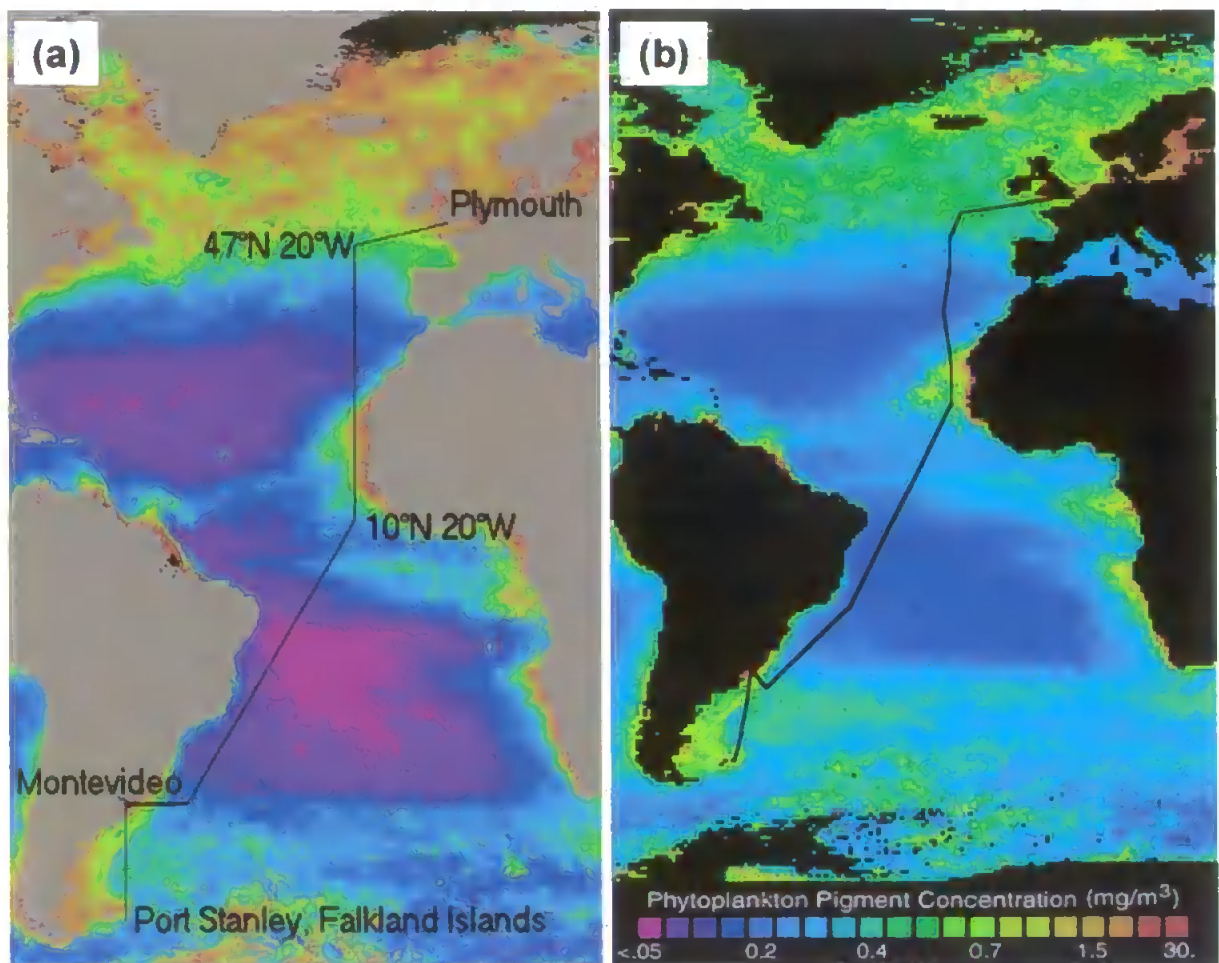 (a)
Plymouth
47°N 20°W
10°N 20°W
Montevideo
Port Stanley, Falkland Islands
(b)
Phytoplankton Pigment Concentration (mg/m³)
<.05 0.2 0.4 0.7 1.5 30.